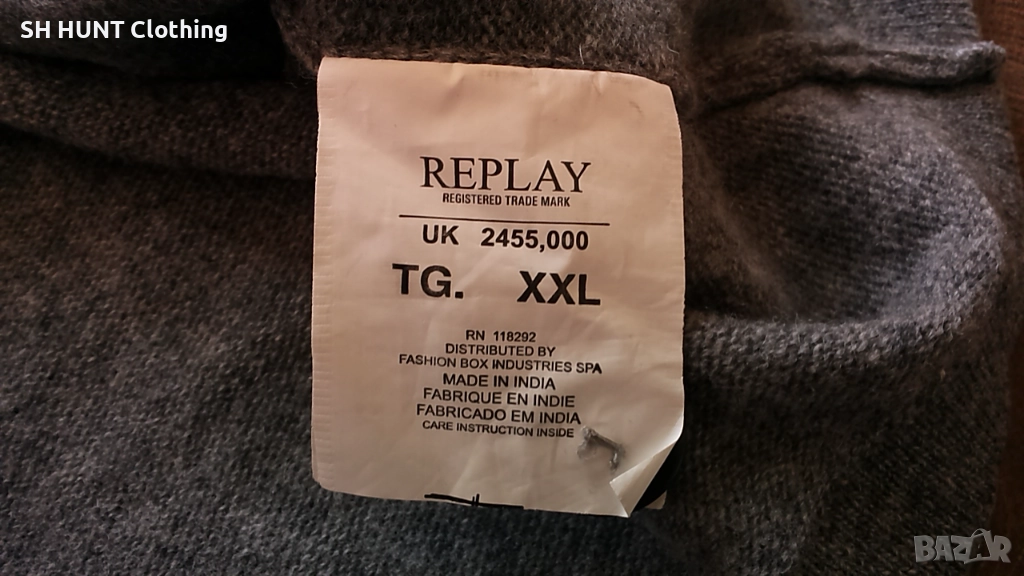 SH HUNT Clothing
REPLAY
REGISTERED TRADE MARK
UK 2455,000
TG. XXL
RN 118292
DISTRIBUTED BY
FASHION BOX INDUSTRIES SPA
MADE IN INDIA
FABRIQUE EN INDIE
FABRICADO EM INDIA
CARE INSTRUCTION INSIDE
BAZAR